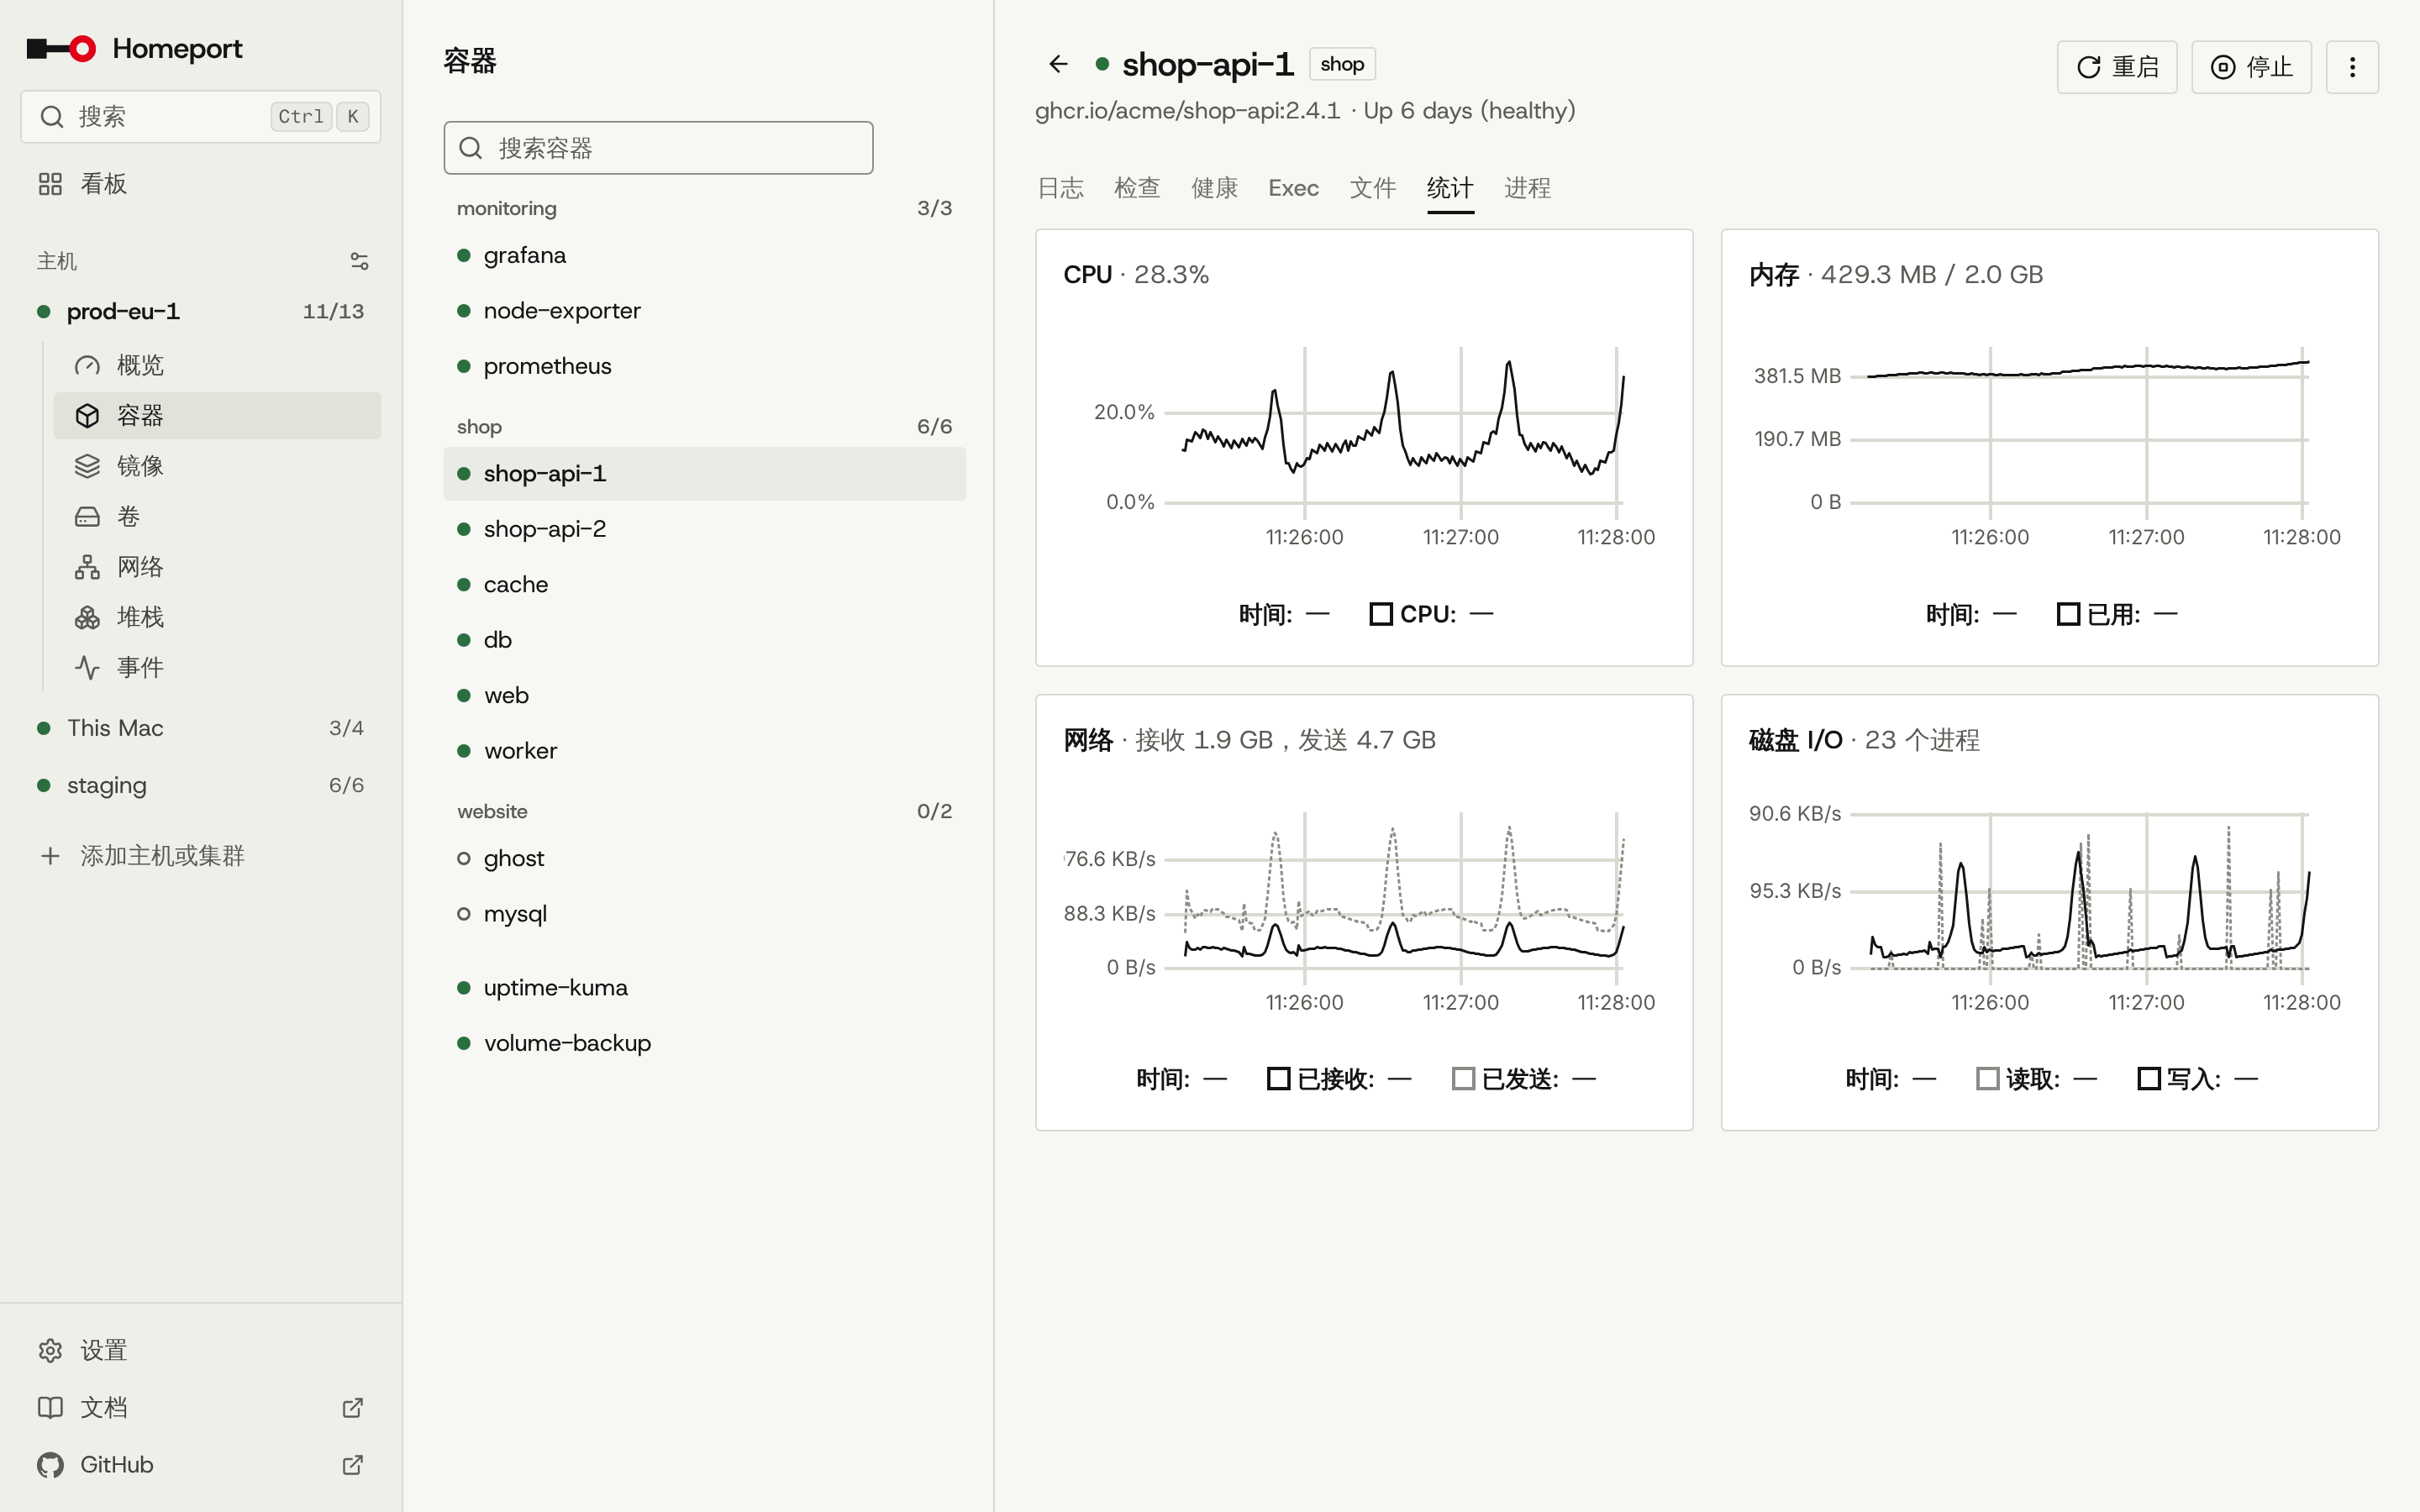 Homeport
搜索 Ctrl K
看板
主机
prod-eu-1 11/13
概览
容器
镜像
卷
网络
堆栈
事件
This Mac 3/4
staging 6/6
添加主机或集群
设置
文档
GitHub
容器
搜索容器
monitoring 3/3
grafana
node-exporter
prometheus
shop 6/6
shop-api-1
shop-api-2
cache
db
web
worker
website 0/2
ghost
mysql
uptime-kuma
volume-backup
shop-api-1 shop
重启 停止
ghcr.io/acme/shop-api:2.4.1 · Up 6 days (healthy)
日志 检查 健康 Exec 文件 统计 进程
CPU · 28.3%
20.0%
0.0%
11:26:00 11:27:00 11:28:00
时间: — CPU: —
内存 · 429.3 MB / 2.0 GB
381.5 MB
190.7 MB
0 B
11:26:00 11:27:00 11:28:00
时间: — 已用: —
网络 · 接收 1.9 GB，发送 4.7 GB
76.6 KB/s
88.3 KB/s
0 B/s
11:26:00 11:27:00 11:28:00
时间: — 已接收: — 已发送: —
磁盘 I/O · 23 个进程
90.6 KB/s
95.3 KB/s
0 B/s
11:26:00 11:27:00 11:28:00
时间: — 读取: — 写入: —